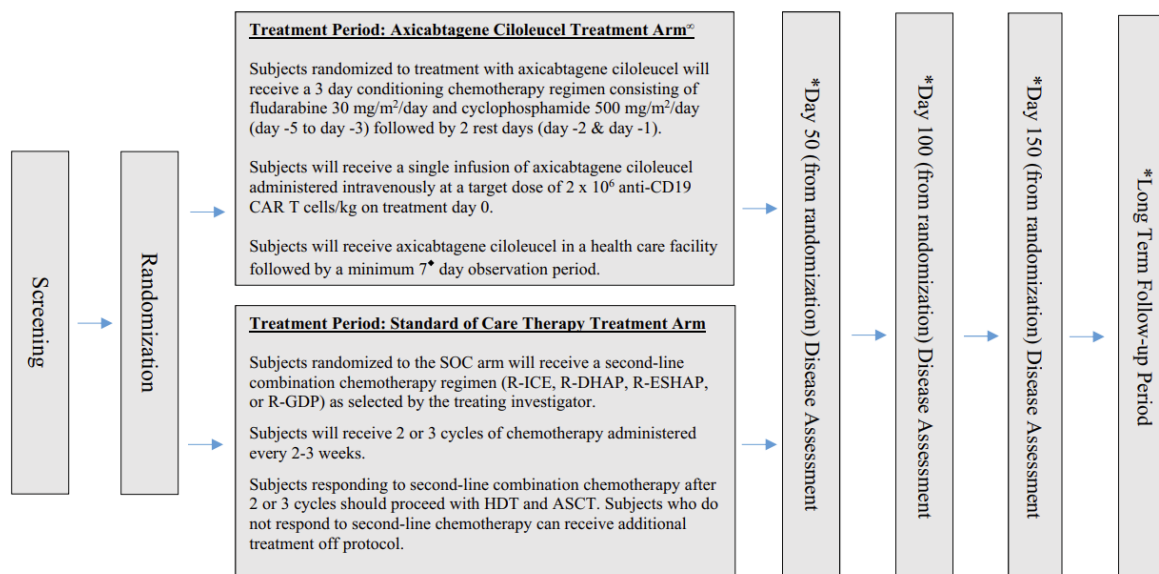 Screening
Randomization
Treatment Period: Axicabtagene Ciloleucel Treatment Arm∞
Subjects randomized to treatment with axicabtagene ciloleucel will
receive a 3 day conditioning chemotherapy regimen consisting of
fludarabine 30 mg/m²/day and cyclophosphamide 500 mg/m²/day
(day -5 to day -3) followed by 2 rest days (day -2 & day -1).
Subjects will receive a single infusion of axicabtagene ciloleucel
administered intravenously at a target dose of 2 x 10⁶ anti-CD19
CAR T cells/kg on treatment day 0.
Subjects will receive axicabtagene ciloleucel in a health care facility
followed by a minimum 7♦ day observation period.
Treatment Period: Standard of Care Therapy Treatment Arm
Subjects randomized to the SOC arm will receive a second-line
combination chemotherapy regimen (R-ICE, R-DHAP, R-ESHAP,
or R-GDP) as selected by the treating investigator.
Subjects will receive 2 or 3 cycles of chemotherapy administered
every 2-3 weeks.
Subjects responding to second-line combination chemotherapy after
2 or 3 cycles should proceed with HDT and ASCT. Subjects who do
not respond to second-line chemotherapy can receive additional
treatment off protocol.
*Day 50 (from randomization) Disease Assessment
*Day 100 (from randomization) Disease Assessment
*Day 150 (from randomization) Disease Assessment
*Long Term Follow-up Period